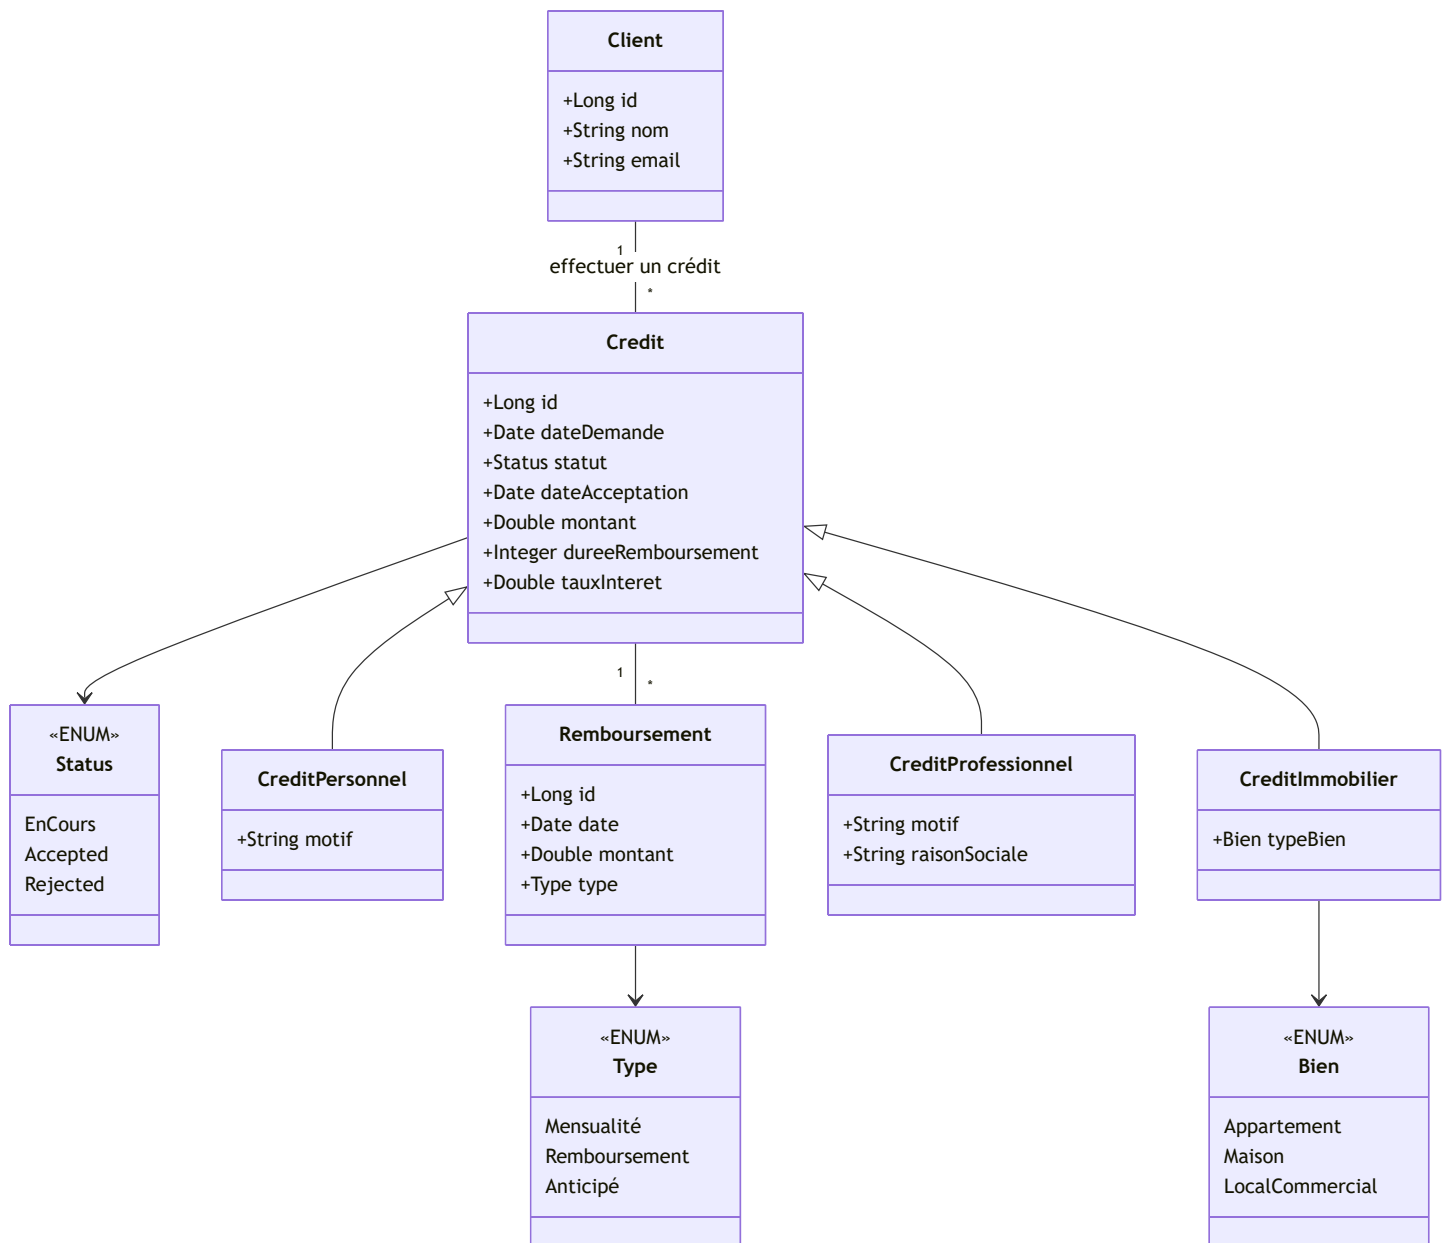 Client
+Long id
+String nom
+String email
1
effectuer un crédit
*
Credit
+Long id
+Date dateDemande
+Status statut
+Date dateAcceptation
+Double montant
+Integer dureeRemboursement
+Double tauxInteret
1
*
«ENUM»
Status
EnCours
Accepted
Rejected
CreditPersonnel
+String motif
Remboursement
+Long id
+Date date
+Double montant
+Type type
CreditProfessionnel
+String motif
+String raisonSociale
CreditImmobilier
+Bien typeBien
«ENUM»
Type
Mensualité
Remboursement
Anticipé
«ENUM»
Bien
Appartement
Maison
LocalCommercial